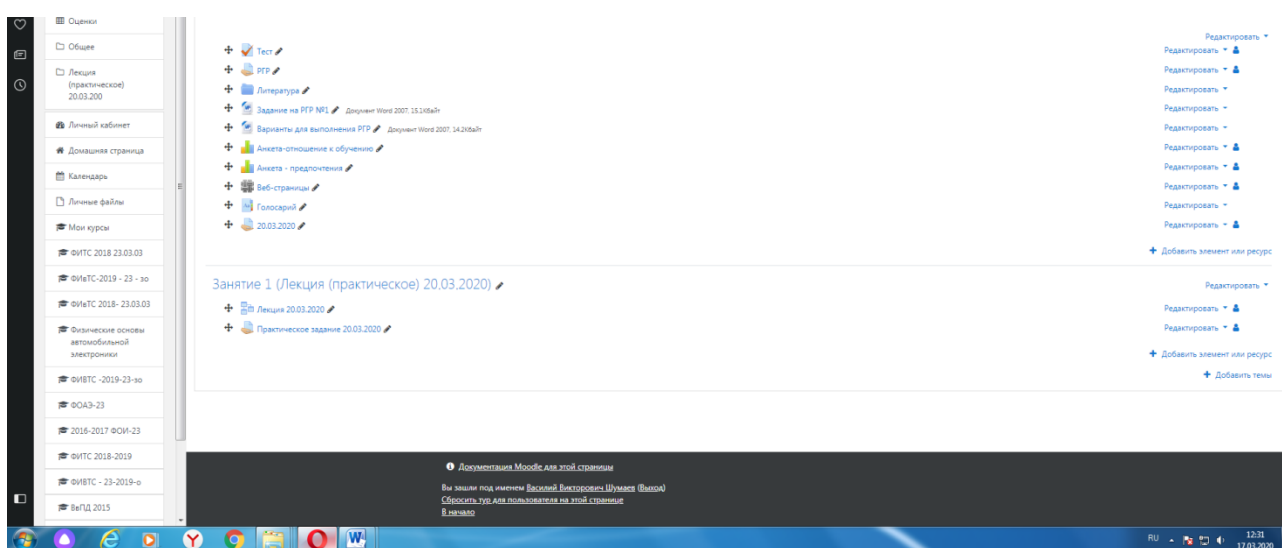 Оценки
Общее
Лекция
(практическое)
20.03.200
Личный кабинет
Домашняя страница
Календарь
Личные файлы
Мои курсы
ФИТС 2018 23.03.03
ФИвТС-2019 - 23 - зо
ФИвТС 2018- 23.03.03
Физические основы
автомобильной
электроники
ФИВТС -2019-23-зо
ФОАЭ-23
2016-2017 ФОИ-23
ФИТС 2018-2019
ФИВТС - 23-2019-о
ВвПД 2015
Редактировать
Тест Редактировать
РГР Редактировать
Литература Редактировать
Задание на РГР №1 Документ Word 2007, 15.1Кбайт Редактировать
Варианты для выполнения РГР Документ Word 2007, 14.2Кбайт Редактировать
Анкета-отношение к обучению Редактировать
Анкета - предпочтения Редактировать
Веб-страницы Редактировать
Голосарий Редактировать
20.03.2020 Редактировать
Добавить элемент или ресурс
Занятие 1 (Лекция (практическое) 20.03.2020) Редактировать
Лекция 20.03.2020 Редактировать
Практическое задание 20.03.2020 Редактировать
Добавить элемент или ресурс
Добавить темы
Документация Moodle для этой страницы
Вы зашли под именем Василий Викторович Шумаев (Выход)
Сбросить тур для пользователя на этой странице
В начало
RU 12:31
17.03.2020